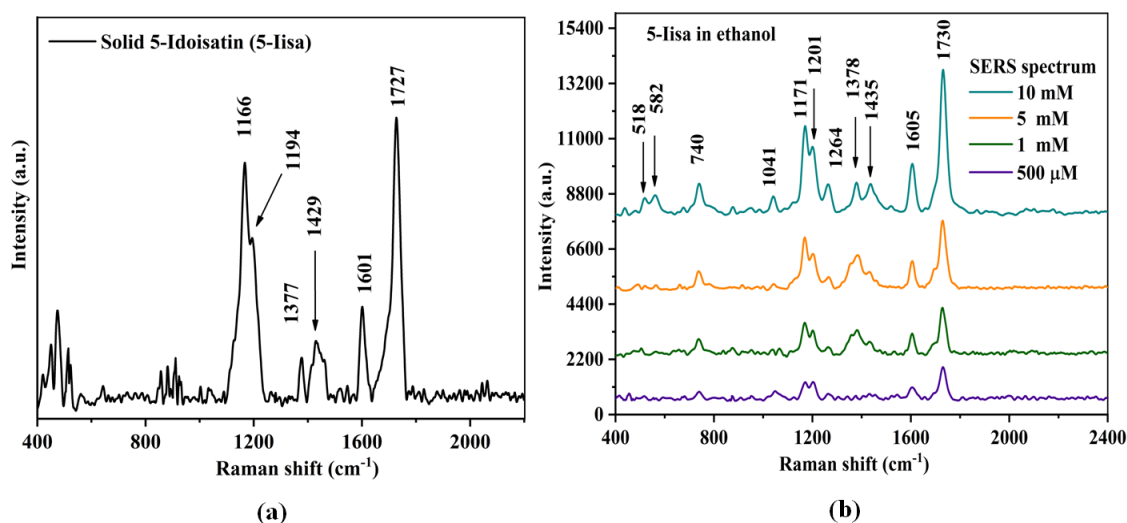 (a)
Solid 5-Idoisatin (5-Iisa)
1727
1166
1194
1429
1601
1377
Intensity (a.u.)
400 800 1200 1600 2000
Raman shift (cm⁻¹)
(a)
(b)
5-Iisa in ethanol
1730
SERS spectrum
10 mM
5 mM
1 mM
500 μM
518
582
740
1041
1171
1201
1264
1378
1435
1605
15400
13200
11000
8800
6600
4400
2200
0
Intensity (a.u.)
400 800 1200 1600 2000 2400
Raman shift (cm⁻¹)
(b)